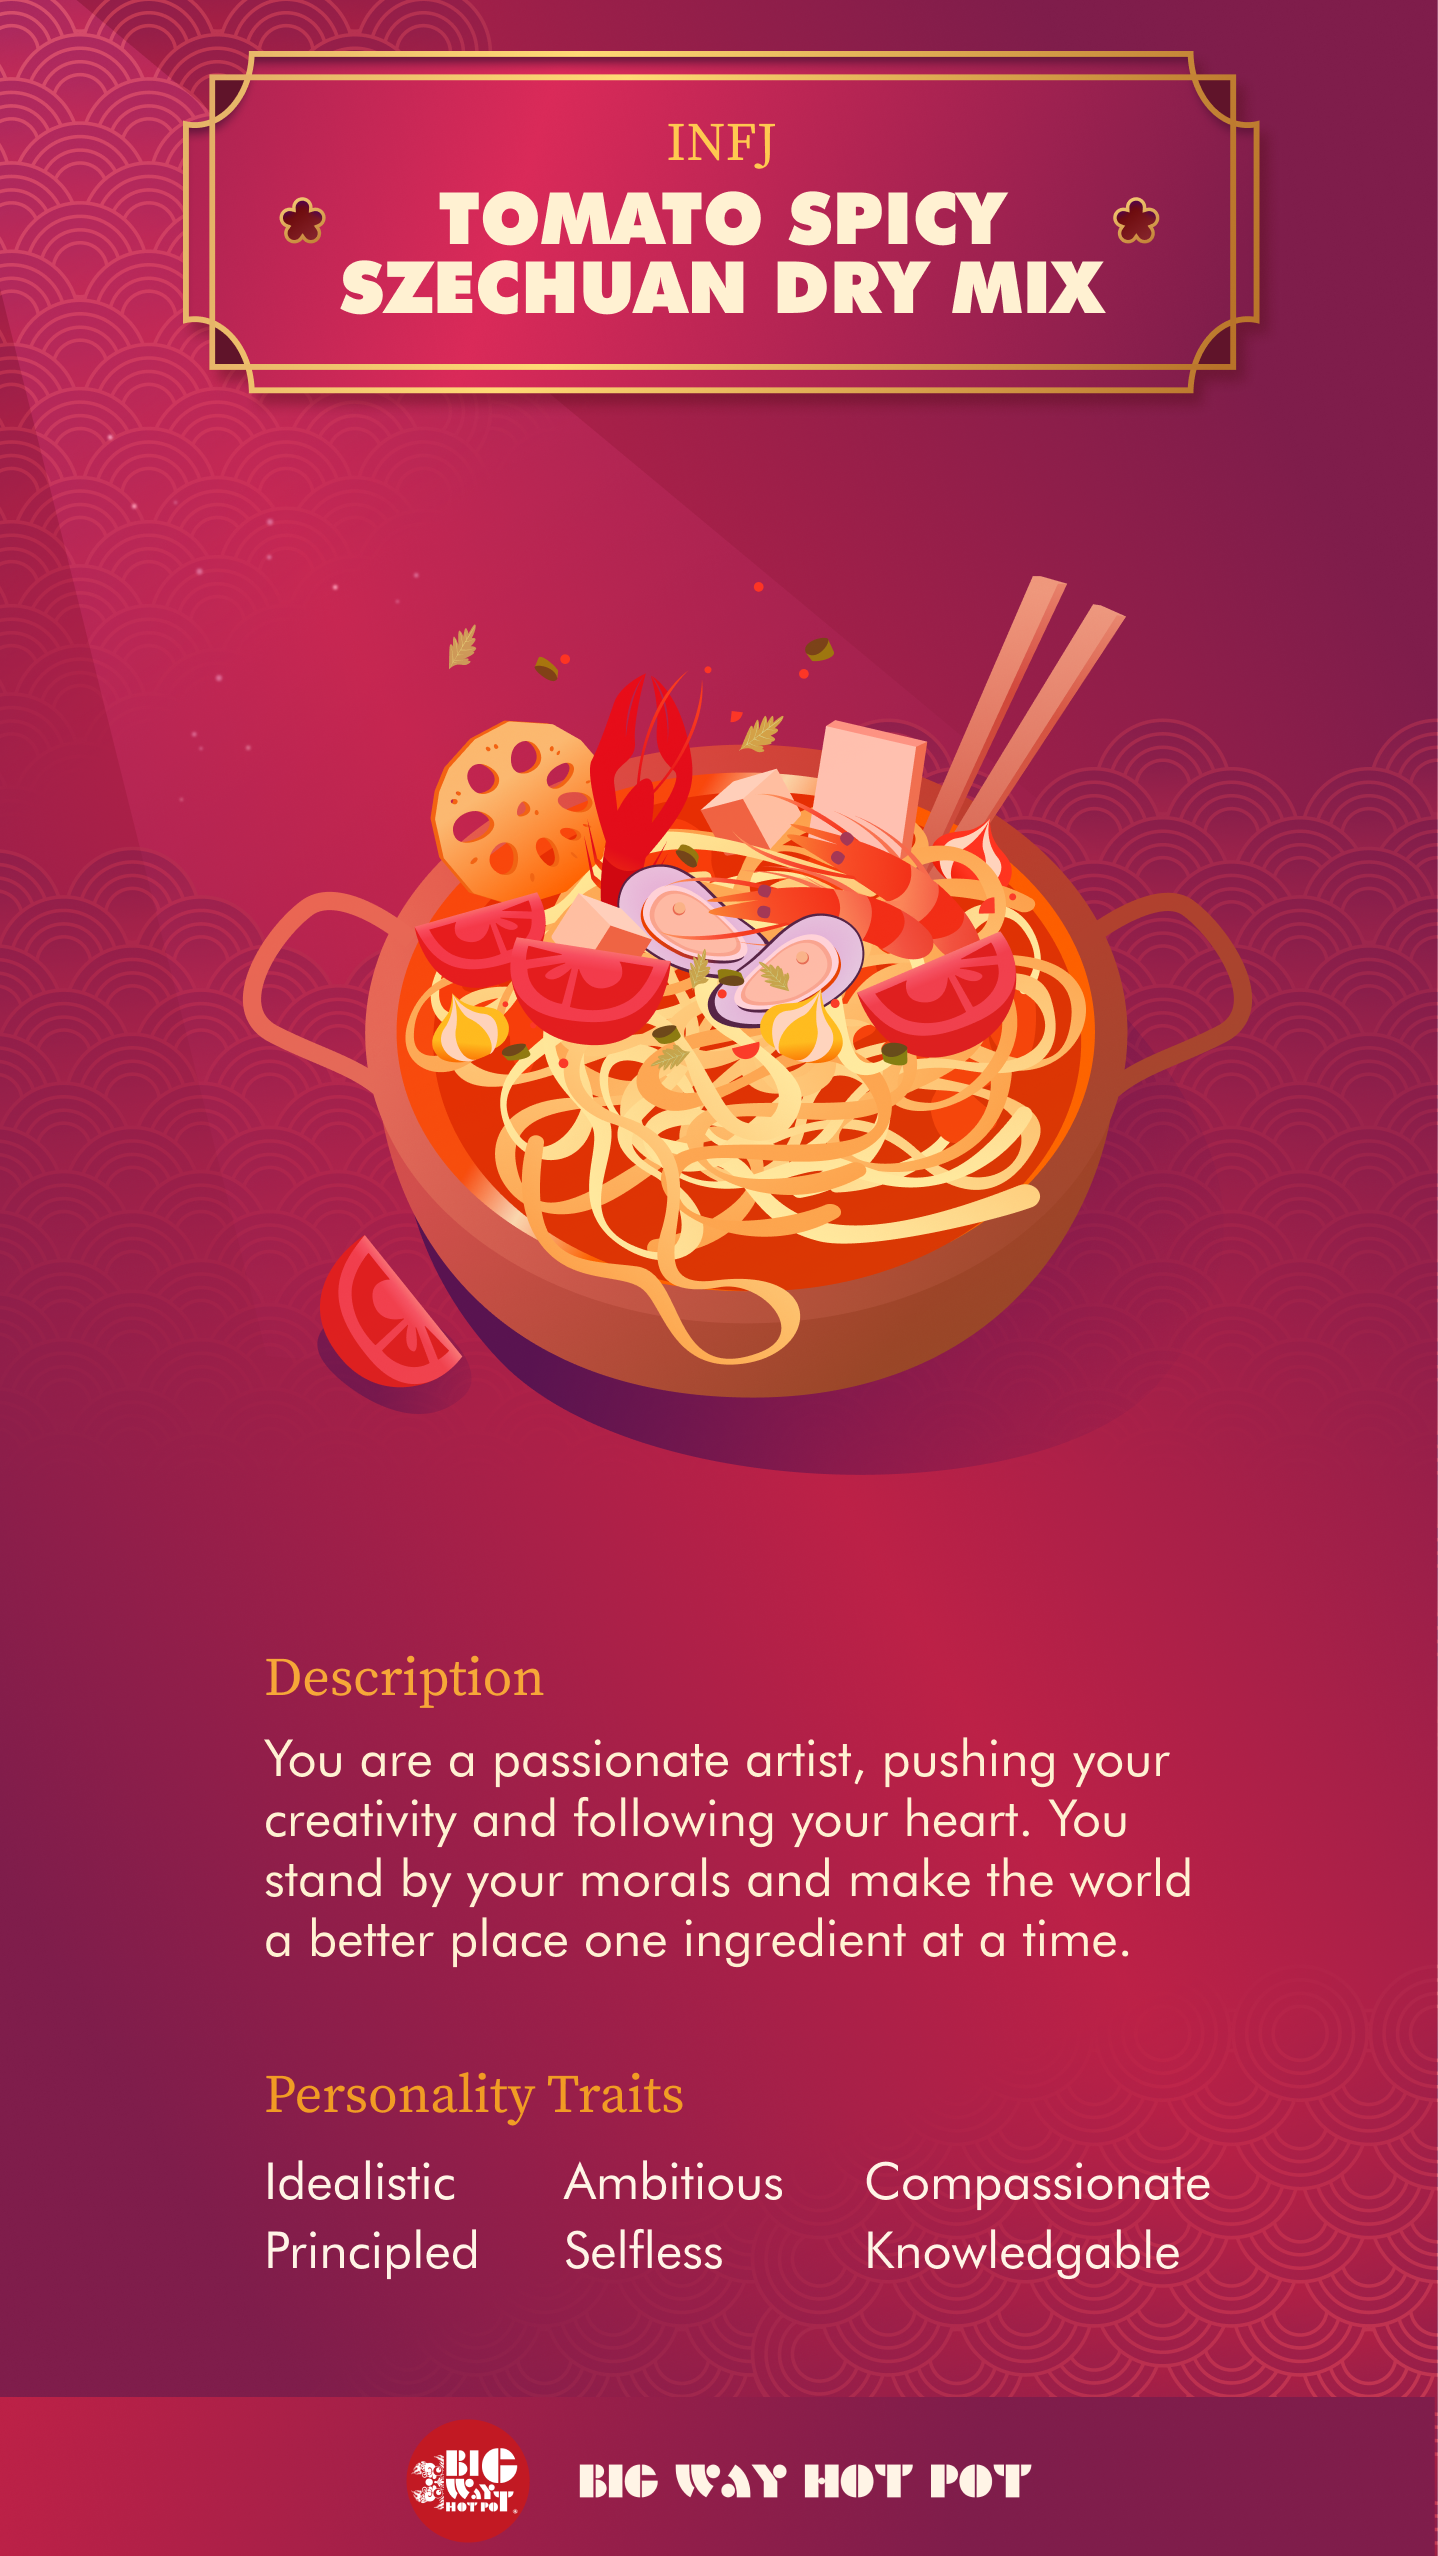 INFJ
TOMATO SPICY
SZECHUAN DRY MIX
Description
You are a passionate artist, pushing your
creativity and following your heart. You
stand by your morals and make the world
a better place one ingredient at a time.
Personality Traits
Idealistic Ambitious Compassionate
Principled Selfless Knowledgable
BIG
WAY
HOT POT
BIG WAY HOT POT